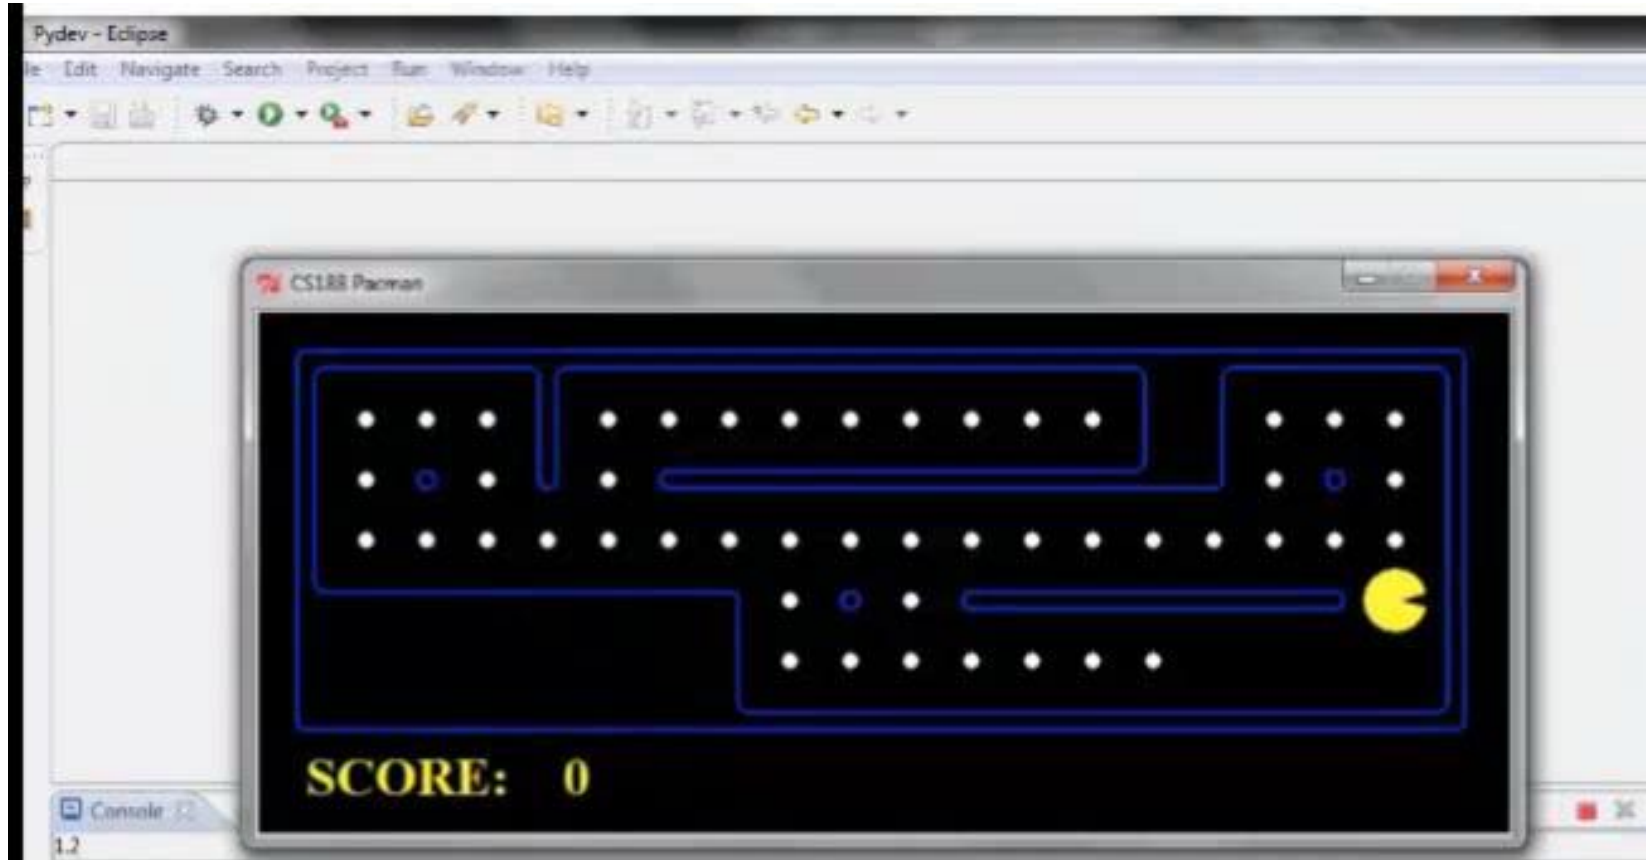 Pydev - Eclipse
Edit Navigate Search Project Run Window Help
CS188 Pacman
SCORE: 0
Console
1.2